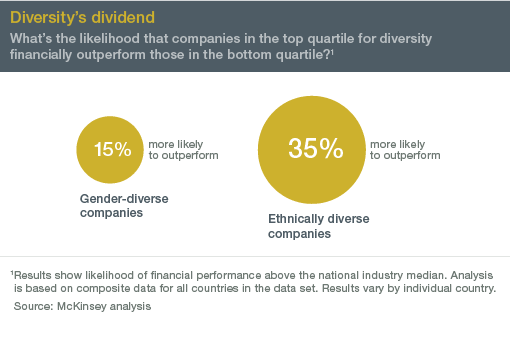 Diversity's dividend
What's the likelihood that companies in the top quartile for diversity
financially outperform those in the bottom quartile?¹
15%
more likely
to outperform
Gender-diverse
companies
35%
more likely
to outperform
Ethnically diverse
companies
¹Results show likelihood of financial performance above the national industry median. Analysis
is based on composite data for all countries in the data set. Results vary by individual country.
Source: McKinsey analysis